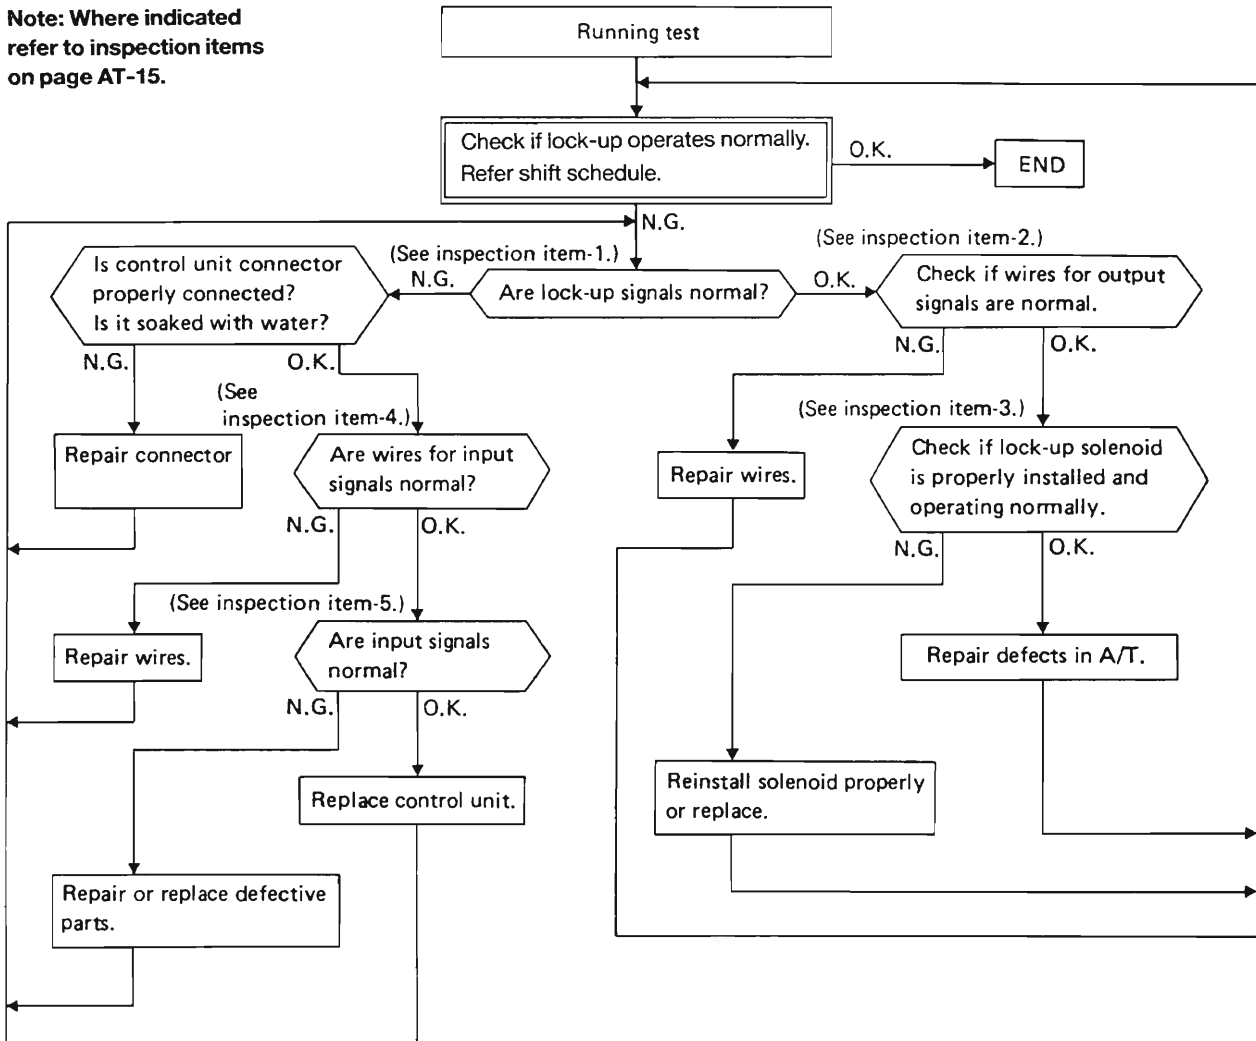 Note: Where indicated
refer to inspection items
on page AT-15.
Running test
Check if lock-up operates normally.
Refer shift schedule.
O.K.
END
N.G.
(See inspection item-1.)
(See inspection item-2.)
Is control unit connector
properly connected?
Is it soaked with water?
N.G.
Are lock-up signals normal?
O.K.
Check if wires for output
signals are normal.
N.G.
O.K.
N.G.
O.K.
(See
inspection item-4.)
(See inspection item-3.)
Repair connector
Are wires for input
signals normal?
Repair wires.
Check if lock-up solenoid
is properly installed and
operating normally.
N.G.
O.K.
N.G.
O.K.
(See inspection item-5.)
Repair wires.
Are input signals
normal?
Repair defects in A/T.
N.G.
O.K.
Replace control unit.
Reinstall solenoid properly
or replace.
Repair or replace defective
parts.